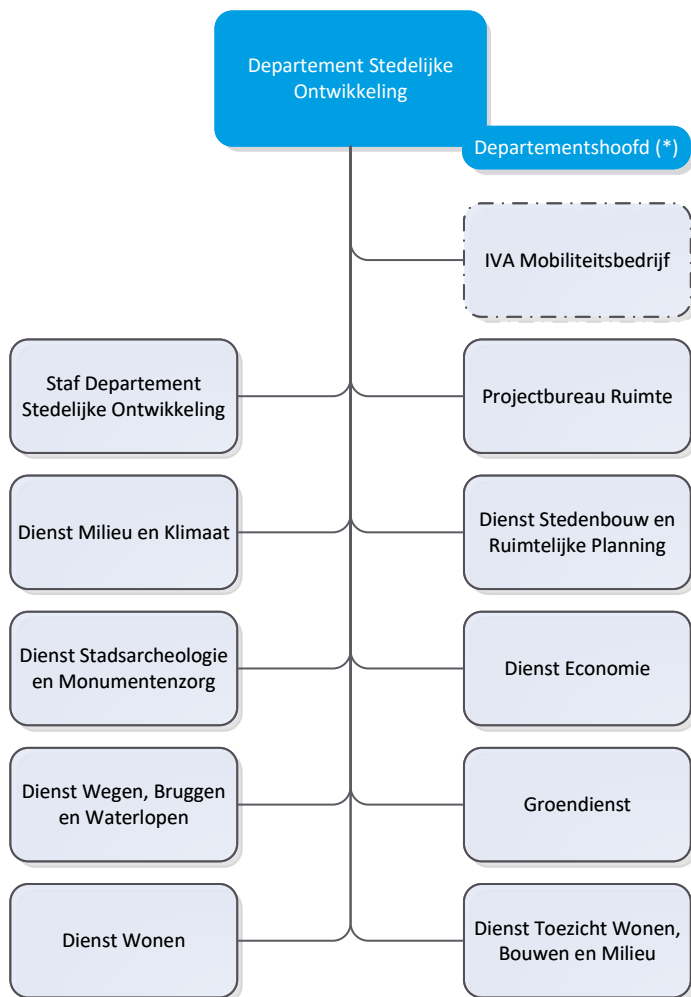 Departement Stedelijke
Ontwikkeling
Departementshoofd (*)
IVA Mobiliteitsbedrijf
Staf Departement
Stedelijke Ontwikkeling
Projectbureau Ruimte
Dienst Milieu en Klimaat
Dienst Stedenbouw en
Ruimtelijke Planning
Dienst Stadsarcheologie
en Monumentenzorg
Dienst Economie
Dienst Wegen, Bruggen
en Waterlopen
Groendienst
Dienst Wonen
Dienst Toezicht Wonen,
Bouwen en Milieu